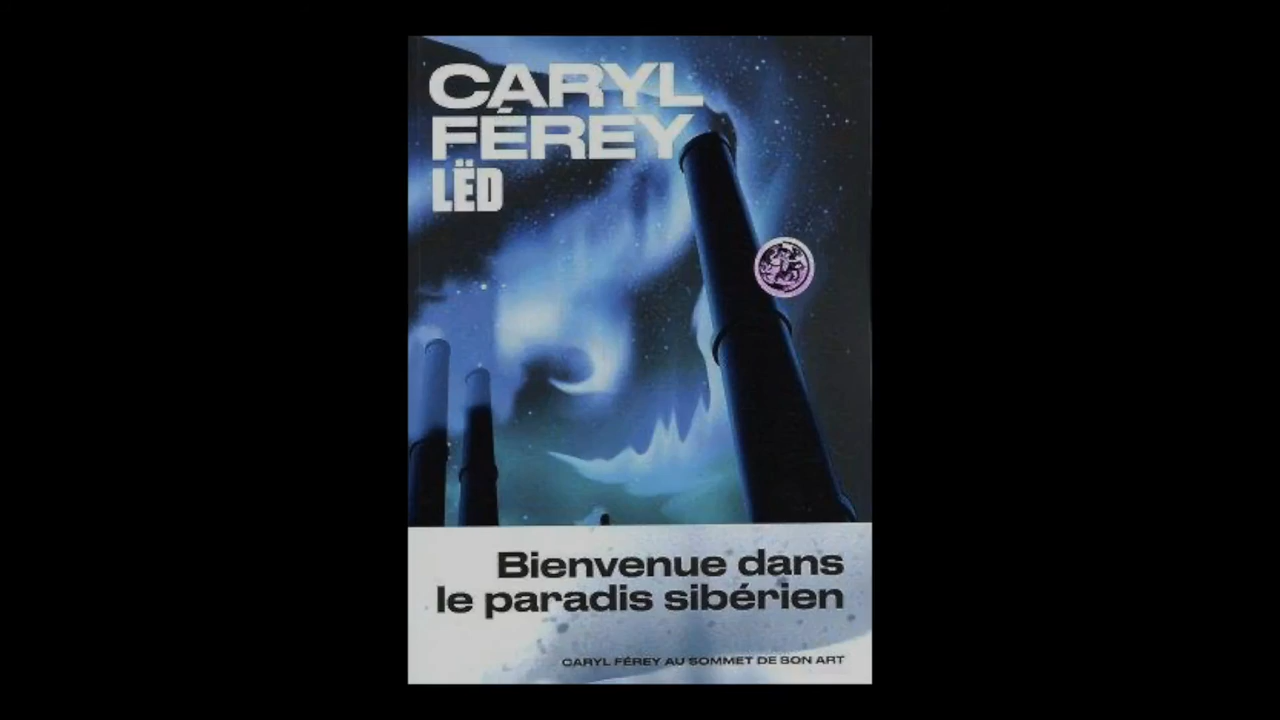 CARYL
FÉREY
LËD
Bienvenue dans
le paradis sibérien
CARYL FÉREY AU SOMMET DE SON ART